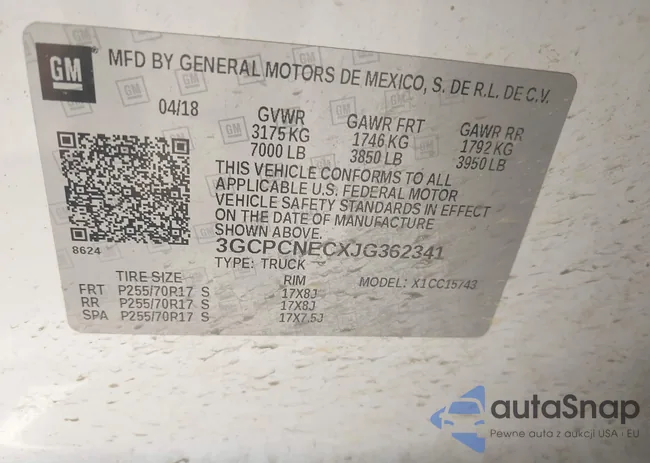 GM
MFD BY GENERAL MOTORS DE MEXICO, S. DE R.L. DE C.V.
04/18 GVWR GAWR FRT GAWR RR
3175 KG 1746 KG 1792 KG
7000 LB 3850 LB 3950 LB
THIS VEHICLE CONFORMS TO ALL
APPLICABLE U.S. FEDERAL MOTOR
VEHICLE SAFETY STANDARDS IN EFFECT
ON THE DATE OF MANUFACTURE
SHOWN ABOVE.
8624
3GCPCNECXJG362341
TYPE: TRUCK
MODEL: X1CC15743
TIRE SIZE RIM
FRT P255/70R17 S 17X8J
RR P255/70R17 S 17X8J
SPA P255/70R17 S 17X7.5J
autaSnap
Pewne auta z aukcji USA · EU